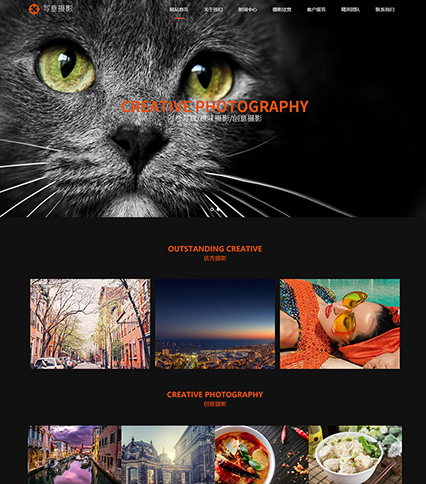 写意摄影
网站首页 关于我们 新闻中心 摄影欣赏 客户留言 精英团队 联系我们
CREATIVE PHOTOGRAPHY
/创意摄影
OUTSTANDING CREATIVE
优秀摄影
CREATIVE PHOTOGRAPHY
创意摄影